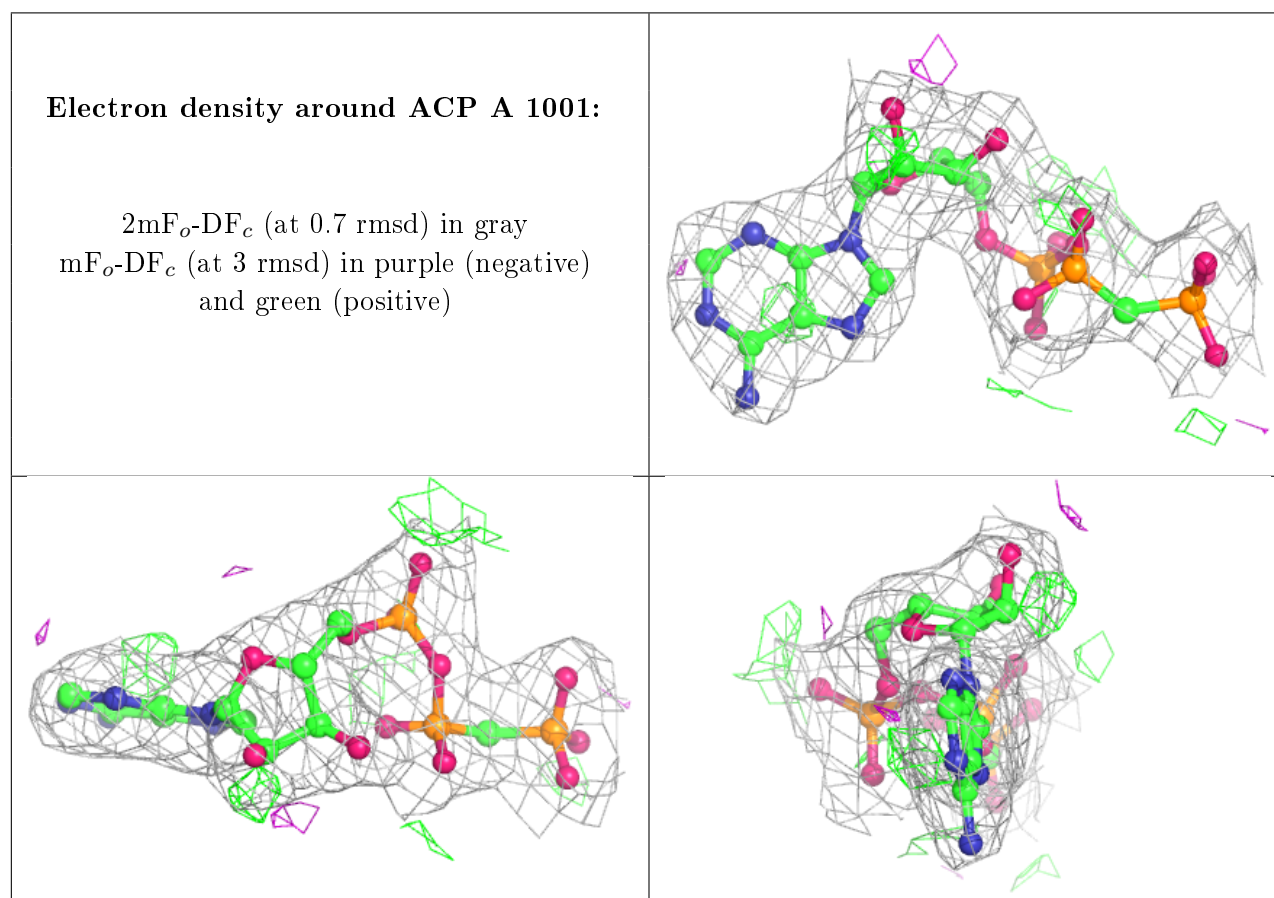 Electron density around ACP A 1001:
2mFo-DFc (at 0.7 rmsd) in gray
mFo-DFc (at 3 rmsd) in purple (negative)
and green (positive)